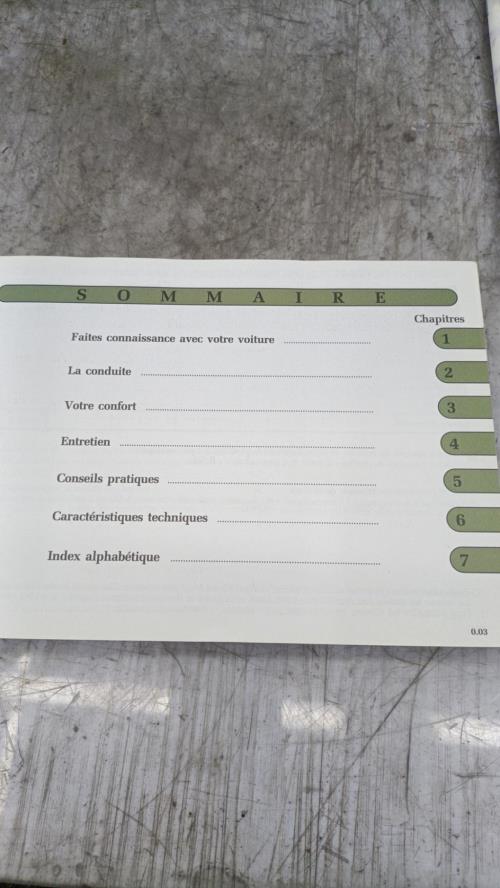 SOMMAIRE
Chapitres
Faites connaissance avec votre voiture ........................ 1
La conduite ........................ 2
Votre confort ........................ 3
Entretien ........................ 4
Conseils pratiques ........................ 5
Caractéristiques techniques ........................ 6
Index alphabétique ........................ 7
0.03